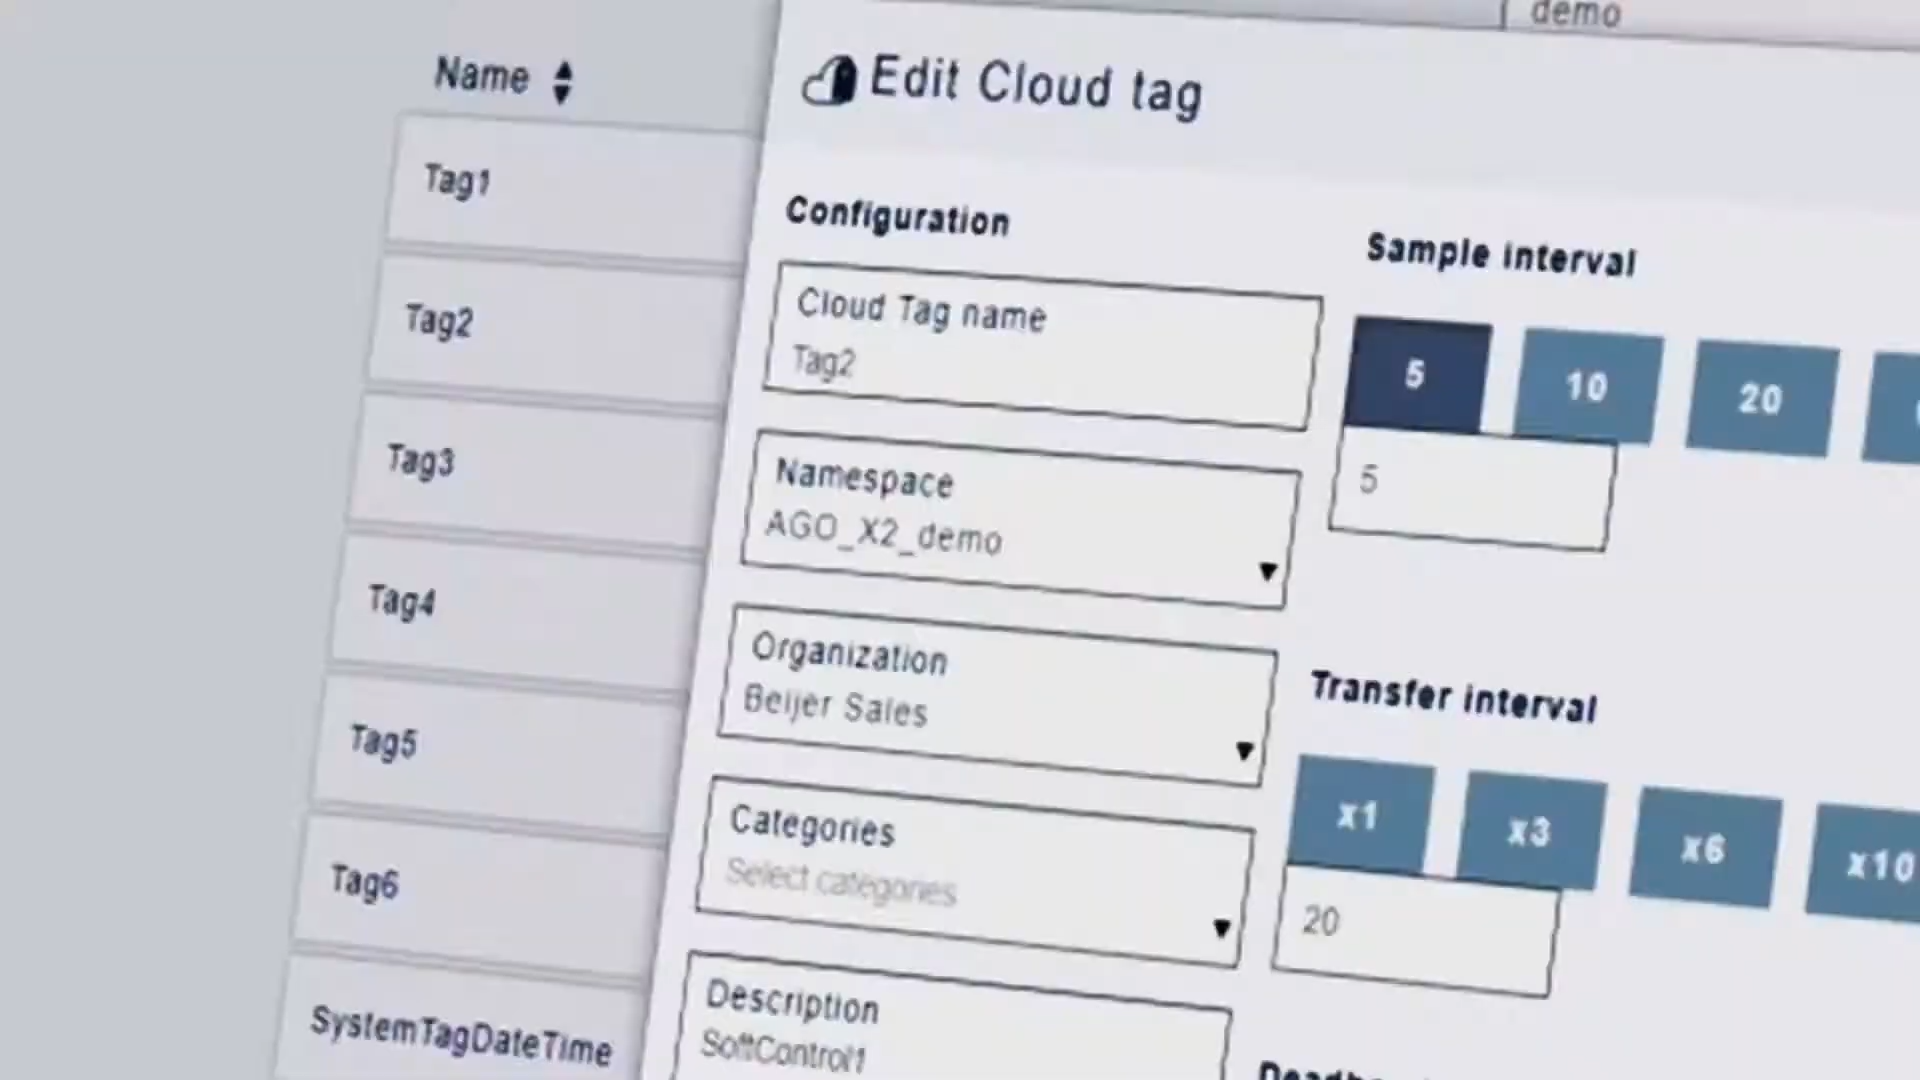 demo
Name
Edit Cloud tag
Tag1
Tag2
Tag3
Tag4
Tag5
Tag6
SystemTagDateTime
Configuration
Cloud Tag name
Tag2
Namespace
AGO_X2_demo
Organization
Beijer Sales
Categories
Select categories
Description
SoftControl1
Sample interval
5 10 20
5
Transfer interval
x1 x3 x6 x10
20